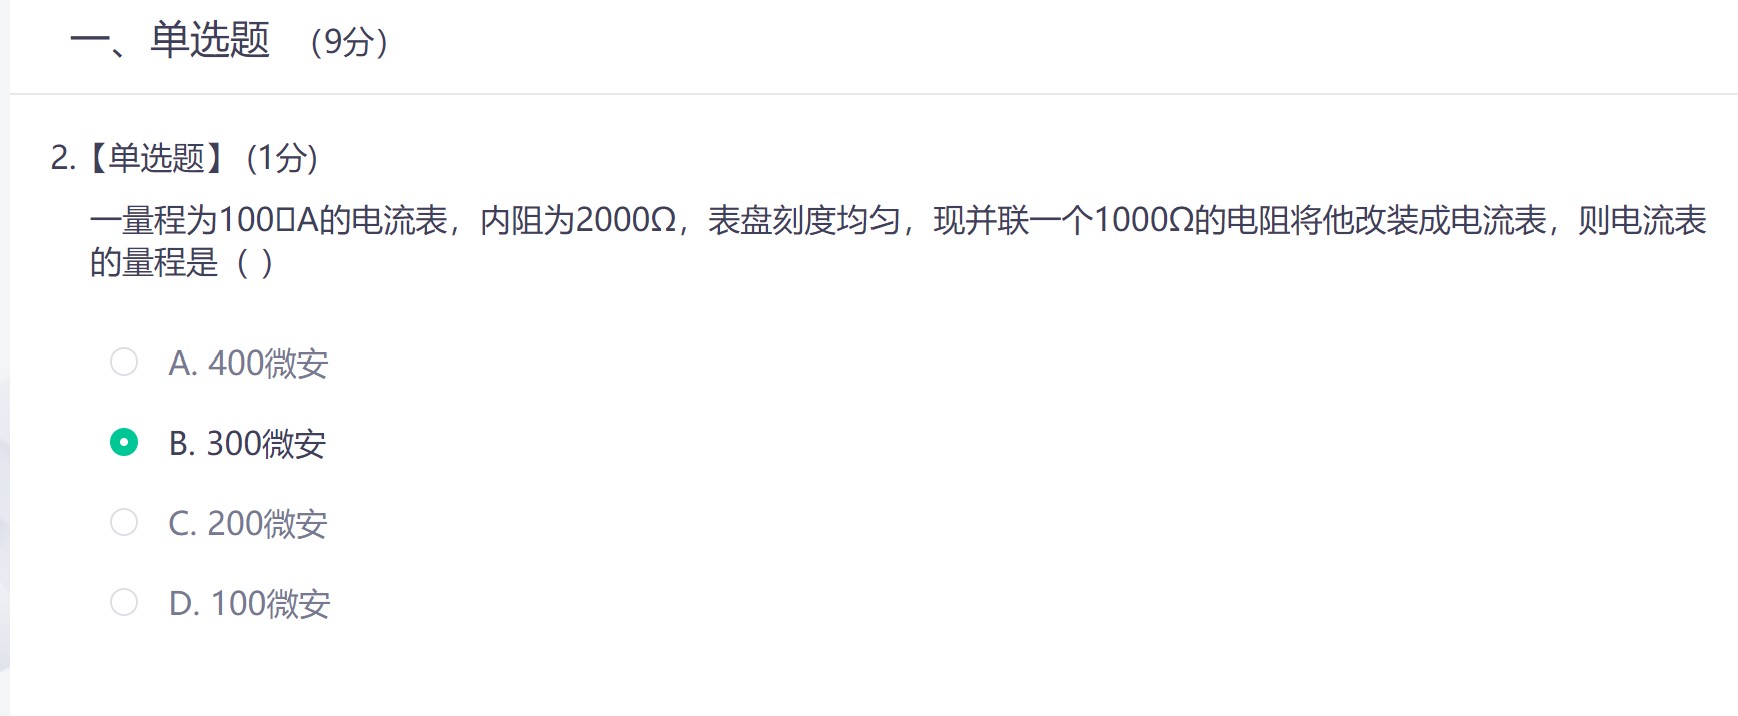 一、单选题 （9分）
2.【单选题】 (1分)
一量程为100▯A的电流表，内阻为2000Ω，表盘刻度均匀，现并联一个1000Ω的电阻将他改装成电流表，则电流表
的量程是（ ）
A. 400微安
B. 300微安
C. 200微安
D. 100微安